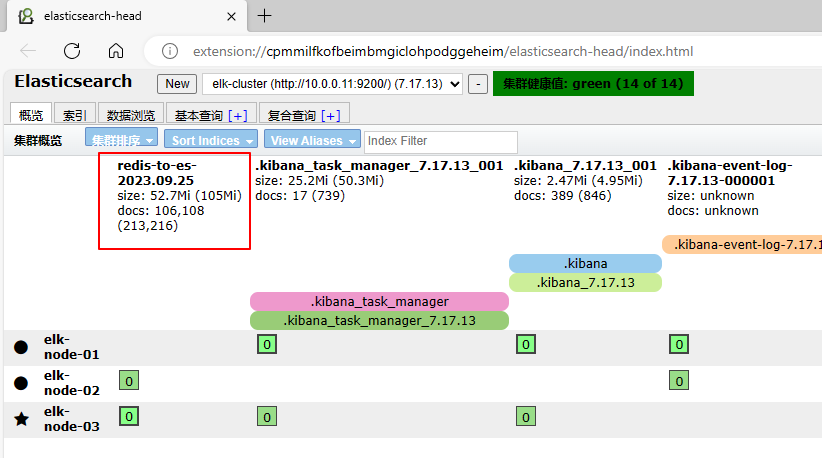 elasticsearch-head
extension://cpmmilfkofbeimbmgiclohpodggeheim/elasticsearch-head/index.html
Elasticsearch New elk-cluster (http://10.0.0.11:9200/) (7.17.13) - 集群健康值: green (14 of 14)
概览 索引 数据浏览 基本查询 [+] 复合查询 [+]
集群概览 集群排序 Sort Indices View Aliases Index Filter
redis-to-es-
2023.09.25
size: 52.7Mi (105Mi)
docs: 106,108
(213,216)
.kibana_task_manager_7.17.13_001
size: 25.2Mi (50.3Mi)
docs: 17 (739)
.kibana_7.17.13_001
size: 2.47Mi (4.95Mi)
docs: 389 (846)
.kibana-event-log-
7.17.13-000001
size: unknown
docs: unknown
.kibana-event-log-7.17.1
.kibana
.kibana_7.17.13
.kibana_task_manager
.kibana_task_manager_7.17.13
elk-
node-01
0 0 0
elk-
node-02
0 0
elk-
node-03
0 0 0